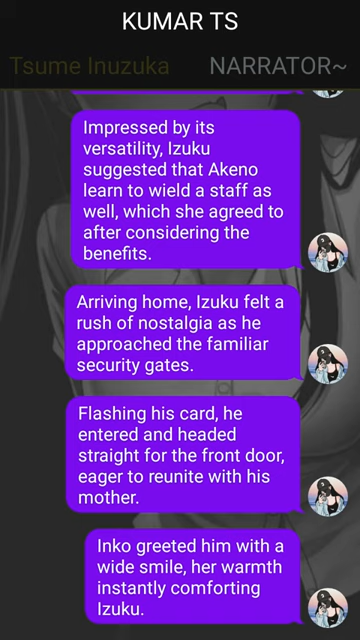 KUMAR TS
Tsume Inuzuka NARRATOR~
Impressed by its
versatility, Izuku
suggested that Akeno
learn to wield a staff as
well, which she agreed to
after considering the
benefits.
Arriving home, Izuku felt a
rush of nostalgia as he
approached the familiar
security gates.
Flashing his card, he
entered and headed
straight for the front door,
eager to reunite with his
mother.
Inko greeted him with a
wide smile, her warmth
instantly comforting
Izuku.